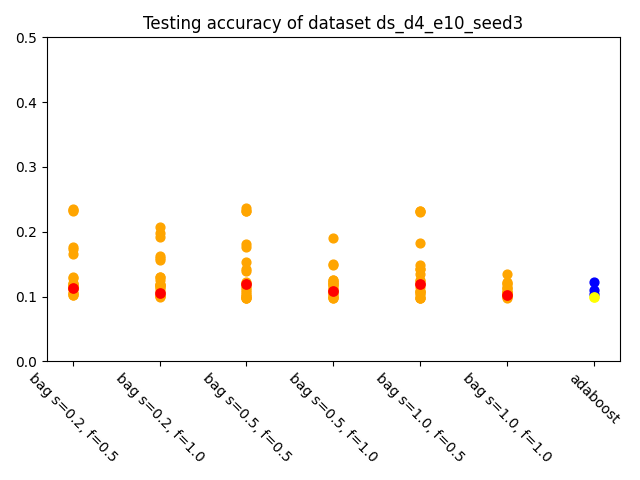 Testing accuracy of dataset ds_d4_e10_seed3
0.5
0.4
0.3
0.2
0.1
0.0
bag s=0.2, f=0.5
bag s=0.2, f=1.0
bag s=0.5, f=0.5
bag s=0.5, f=1.0
bag s=1.0, f=0.5
bag s=1.0, f=1.0
adaboost